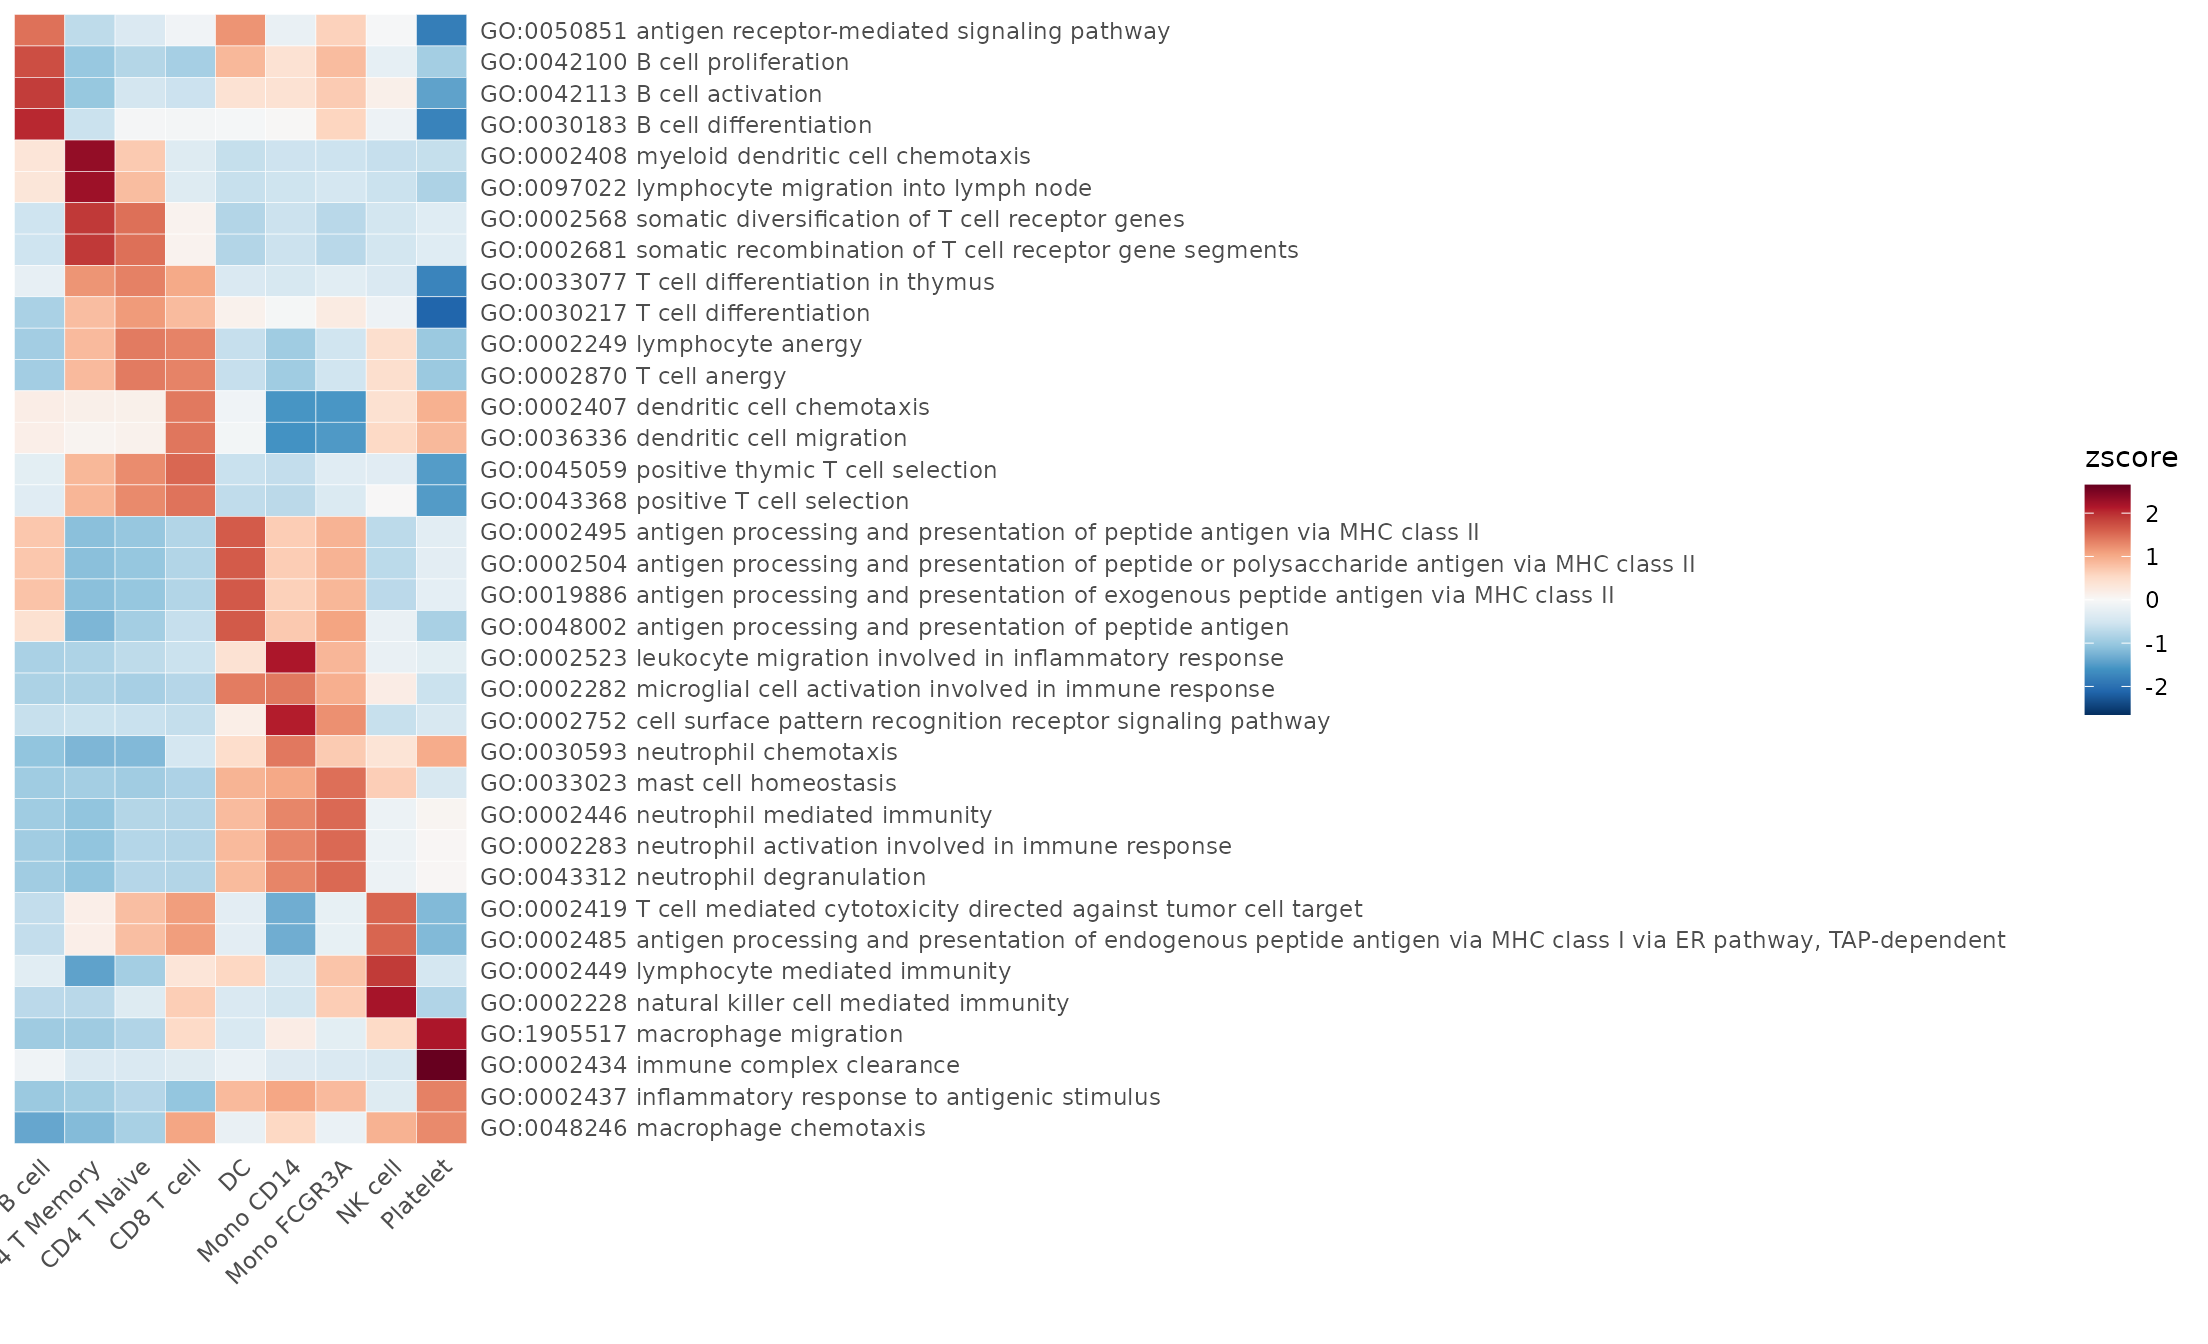 GO:0050851 antigen receptor-mediated signaling pathway
GO:0042100 B cell proliferation
GO:0042113 B cell activation
GO:0030183 B cell differentiation
GO:0002408 myeloid dendritic cell chemotaxis
GO:0097022 lymphocyte migration into lymph node
GO:0002568 somatic diversification of T cell receptor genes
GO:0002681 somatic recombination of T cell receptor gene segments
GO:0033077 T cell differentiation in thymus
GO:0030217 T cell differentiation
GO:0002249 lymphocyte anergy
GO:0002870 T cell anergy
GO:0002407 dendritic cell chemotaxis
GO:0036336 dendritic cell migration
GO:0045059 positive thymic T cell selection
GO:0043368 positive T cell selection
GO:0002495 antigen processing and presentation of peptide antigen via MHC class II
GO:0002504 antigen processing and presentation of peptide or polysaccharide antigen via MHC class II
GO:0019886 antigen processing and presentation of exogenous peptide antigen via MHC class II
GO:0048002 antigen processing and presentation of peptide antigen
GO:0002523 leukocyte migration involved in inflammatory response
GO:0002282 microglial cell activation involved in immune response
GO:0002752 cell surface pattern recognition receptor signaling pathway
GO:0030593 neutrophil chemotaxis
GO:0033023 mast cell homeostasis
GO:0002446 neutrophil mediated immunity
GO:0002283 neutrophil activation involved in immune response
GO:0043312 neutrophil degranulation
GO:0002419 T cell mediated cytotoxicity directed against tumor cell target
GO:0002485 antigen processing and presentation of endogenous peptide antigen via MHC class I via ER pathway, TAP-dependent
GO:0002449 lymphocyte mediated immunity
GO:0002228 natural killer cell mediated immunity
GO:1905517 macrophage migration
GO:0002434 immune complex clearance
GO:0002437 inflammatory response to antigenic stimulus
GO:0048246 macrophage chemotaxis
B cell
4 T Memory
CD4 T Naive
CD8 T cell
DC
Mono CD14
Mono FCGR3A
NK cell
Platelet
zscore
2
1
0
-1
-2